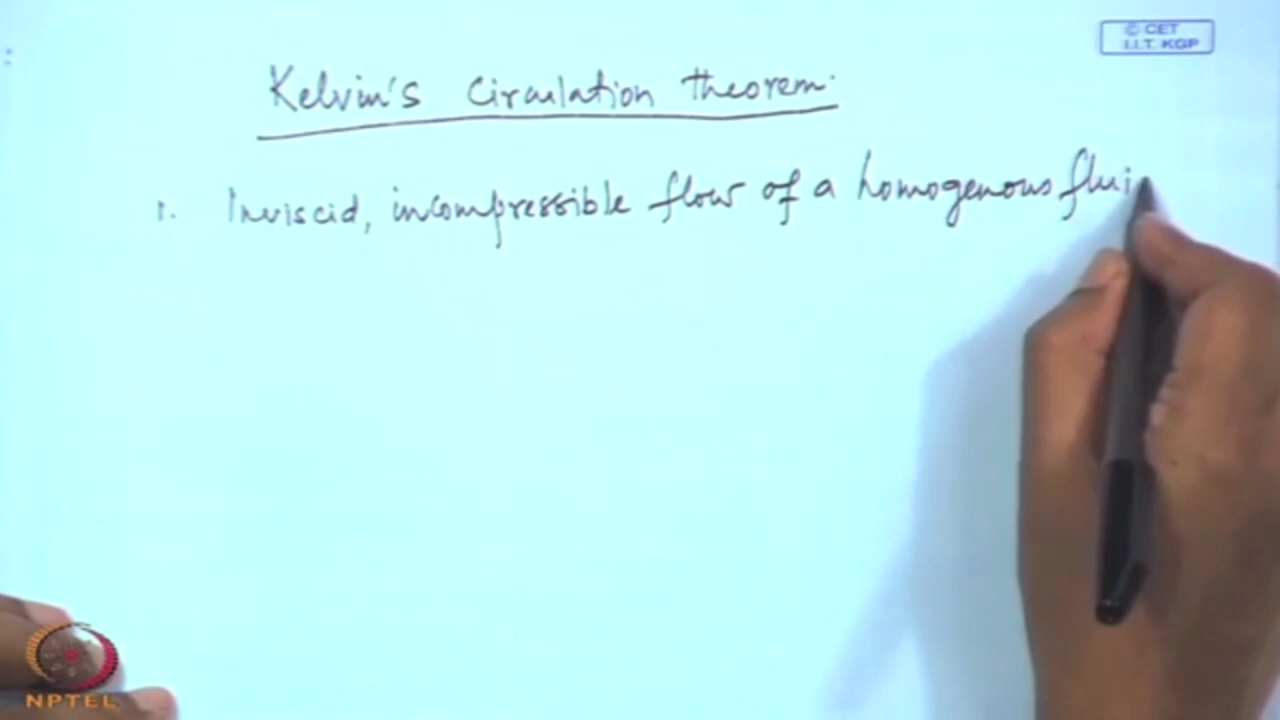 © CET
I.I.T. KGP
Kelvin's Circulation theorem.
1. Inviscid, incompressible flow of a homogenous flui
NPTEL